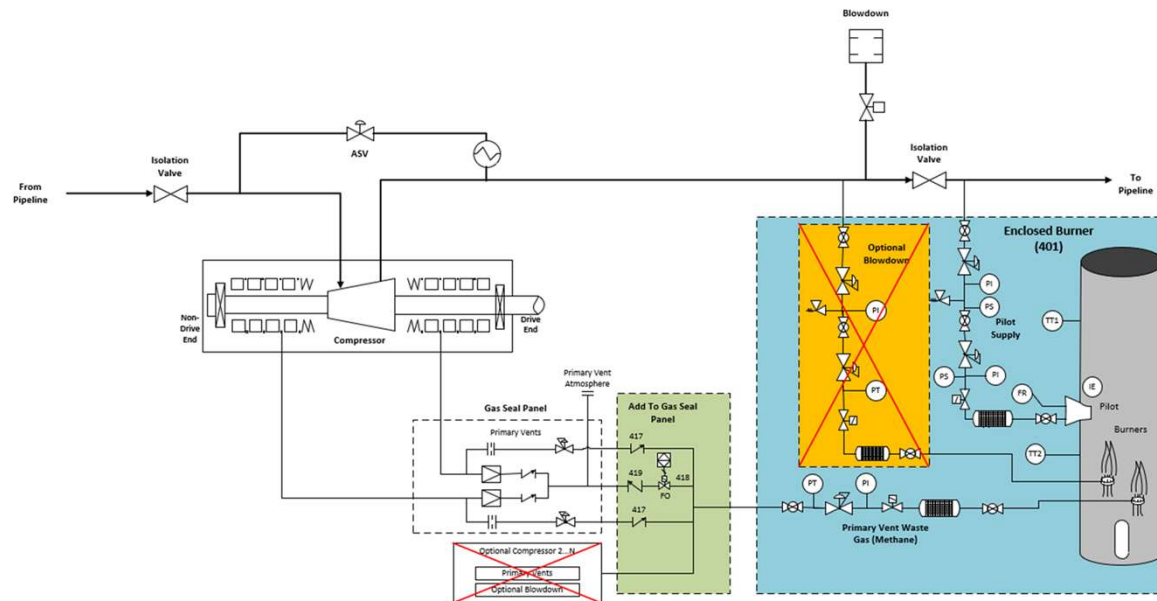 Blowdown
Isolation
Valve
ASV
From
Pipeline
Isolation
Valve
To
Pipeline
Enclosed Burner
(401)
Optional
Blowdown
PI
PI
PS
Pilot
Supply
TT1
PT
PS
PI
FR
IE
Pilot
Burners
TT2
Non-
Drive
End
Drive
End
Compressor
Primary Vent
Atmosphere
Gas Seal Panel
Add To Gas Seal
Panel
Primary Vents
417
419
418
FO
417
PT
PI
Primary Vent Waste
Gas (Methane)
Optional Compressor 2...N
Primary Vents
Optional Blowdown